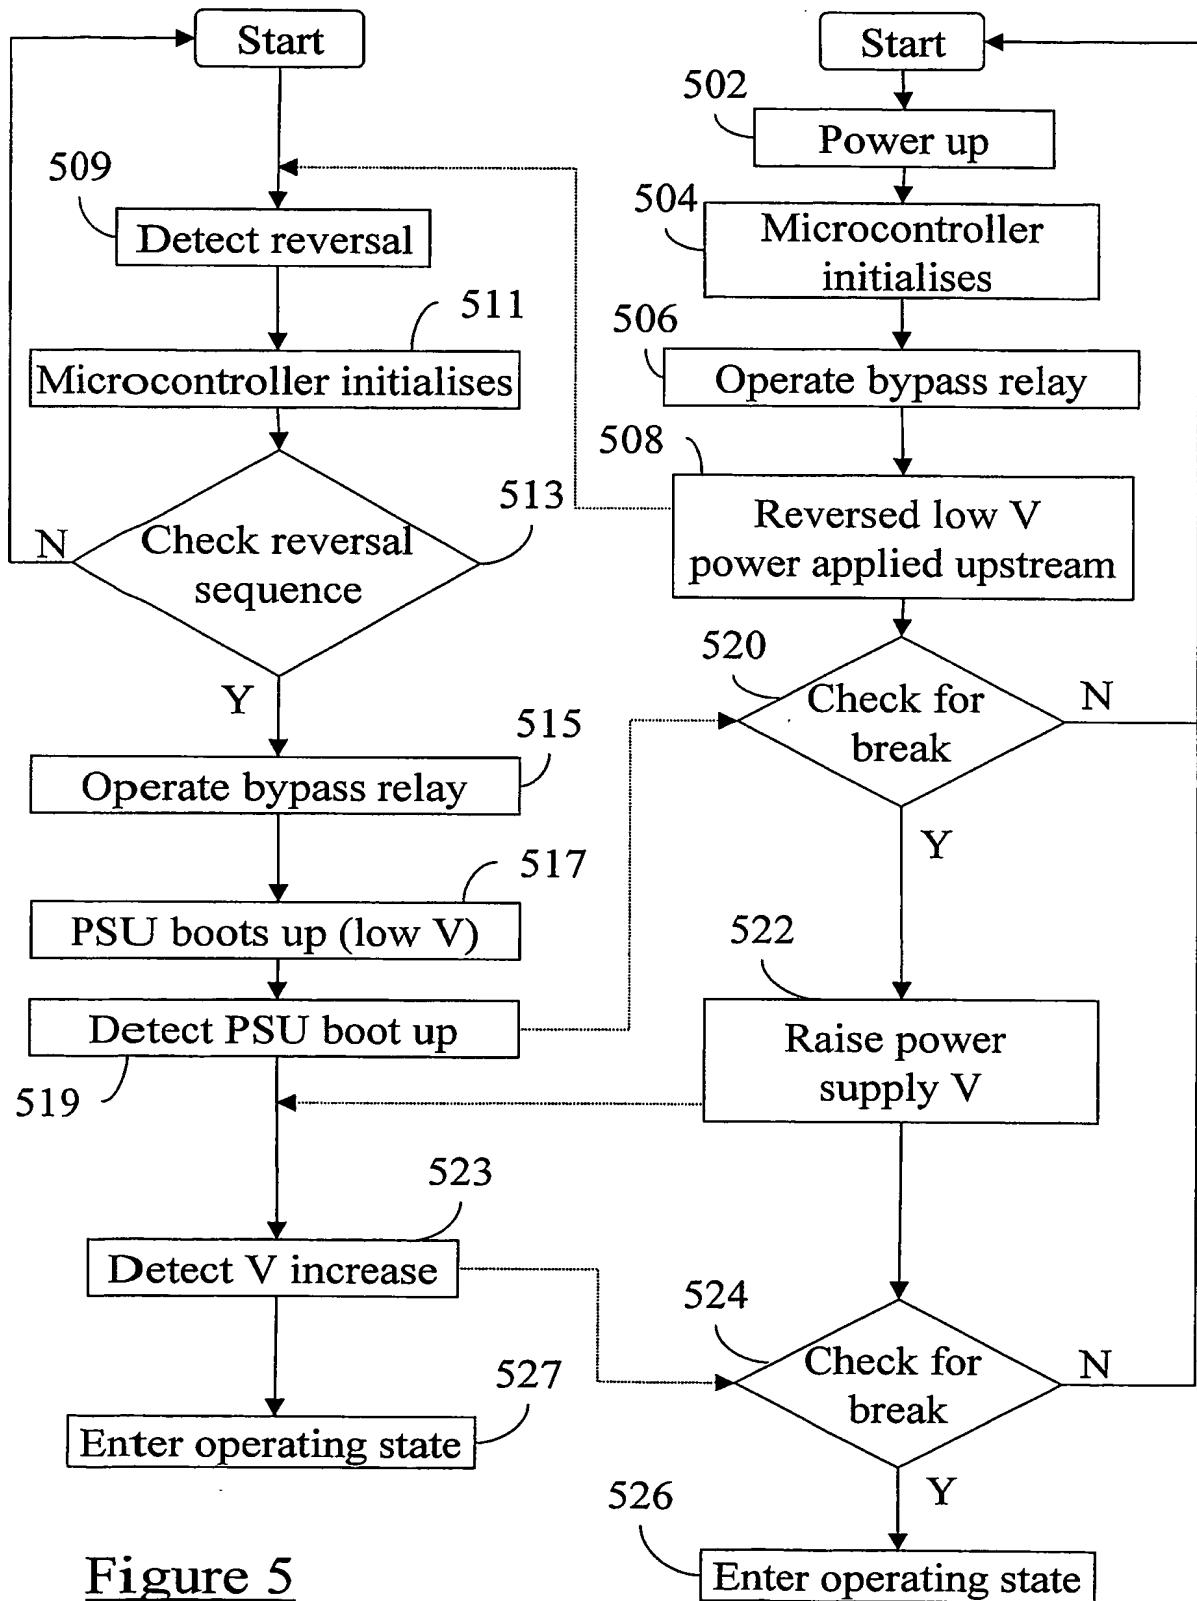 Start
509
Detect reversal
511
Microcontroller initialises
513
Check reversal
sequence
N
Y
515
Operate bypass relay
517
PSU boots up (low V)
Detect PSU boot up
519
523
Detect V increase
527
Enter operating state
Start
502
Power up
504
Microcontroller
initialises
506
Operate bypass relay
508
Reversed low V
power applied upstream
520
Check for
break
N
Y
522
Raise power
supply V
524
Check for
break
N
Y
526
Enter operating state
Figure 5